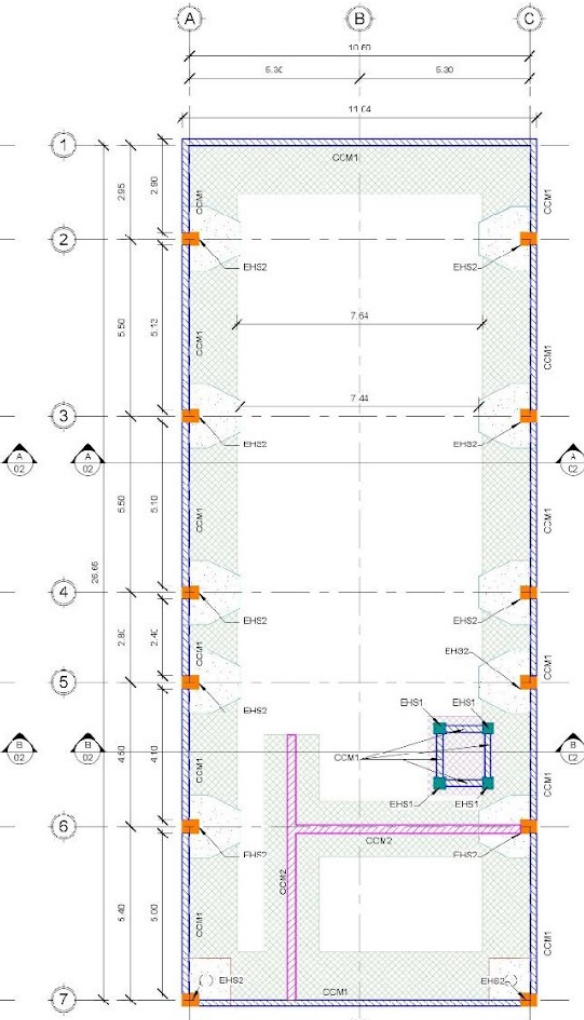 A B C
10.60
5.30 5.30
11.04
1
CCM1
2.95 2.90
CCM1 CCM1
2
EHS2 EHS2
7.64
5.50 5.10
CCM1 CCM1
7.44
3
EHS2 EHS2
A A A
02 02 02
5.50 5.10
CCM1 CCM1
26.65
4
EHS2 EHS2
2.80 2.40
CCM1 CCM1
EHS2
5
EHS2
EHS1 EHS1
B B B
02 02 02
4.50 4.10
CCM1
CCM1 CCM1
EHS1 EHS1
6
CCM2
EHS2 EHS2
CCM2
5.40 5.00
CCM1 CCM1
EHS2 EHS2
CCM1
7